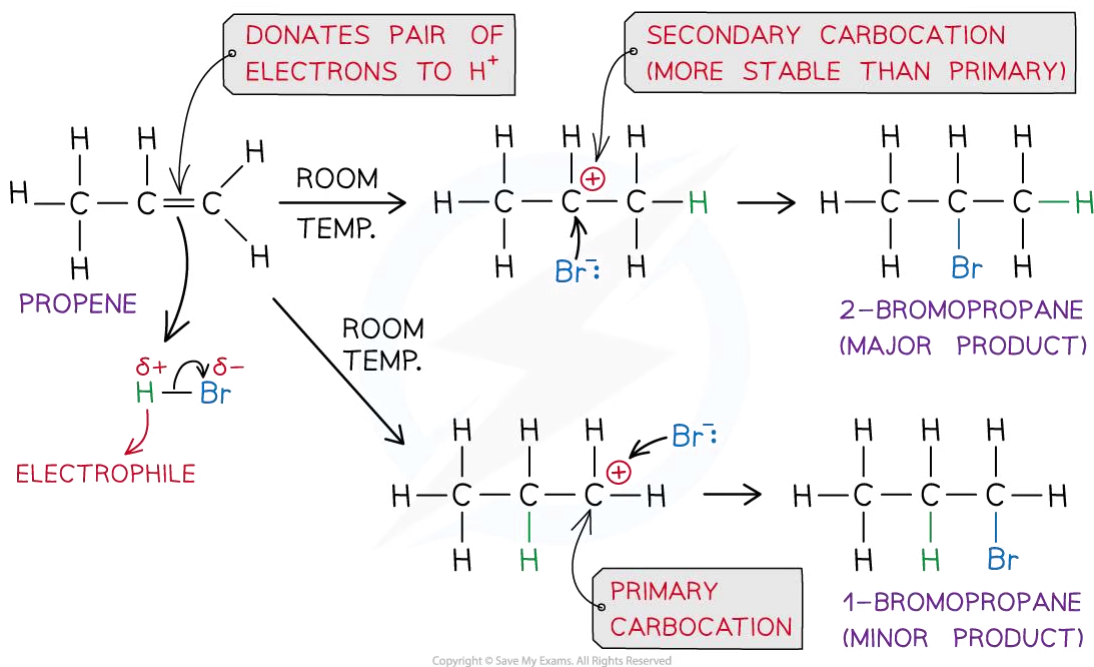 DONATES PAIR OF
ELECTRONS TO H⁺
SECONDARY CARBOCATION
(MORE STABLE THAN PRIMARY)
H H H
H C C C
H H
PROPENE
ROOM
TEMP.
H H H
H C C ⊕ C H
H Br⁻: H
H H H
H C C C H
H Br H
2-BROMOPROPANE
(MAJOR PRODUCT)
δ+ δ-
H Br
ELECTROPHILE
ROOM
TEMP.
H H H
H C C C ⊕ H
H H
Br⁻:
PRIMARY
CARBOCATION
H H H
H C C C H
H H Br
1-BROMOPROPANE
(MINOR PRODUCT)
Copyright © Save My Exams. All Rights Reserved